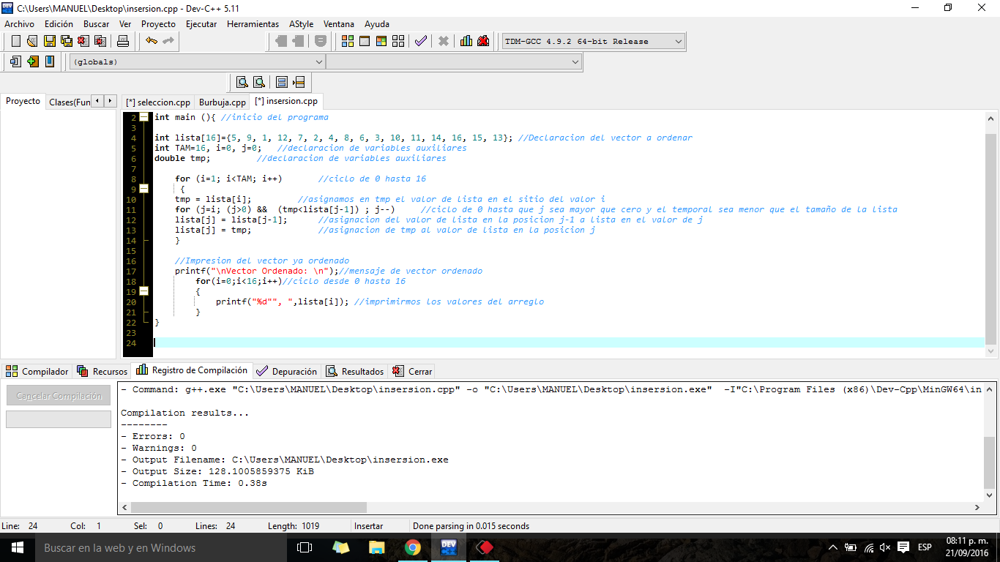 C:\Users\MANUEL\Desktop\insersion.cpp - Dev-C++ 5.11
Archivo Edición Buscar Ver Proyecto Ejecutar Herramientas AStyle Ventana Ayuda
TDM-GCC 4.9.2 64-bit Release
(globals)
Proyecto Clases(Fun [*] seleccion.cpp Burbuja.cpp [*] insersion.cpp
2 int main (){ //inicio del programa
3
4 int lista[16]={5, 9, 1, 12, 7, 2, 4, 8, 6, 3, 10, 11, 14, 16, 15, 13}; //Declaracion del vector a ordenar
5 int TAM=16, i=0, j=0; //declaracion de variables auxiliares
6 double tmp; //declaracion de variables auxiliares
7
8 for (i=1; i<TAM; i++) //ciclo de 0 hasta 16
9 {
10 tmp = lista[i]; //asignamos en tmp el valor de lista en el sitio del valor i
11 for (j=i; (j>0) && (tmp<lista[j-1]) ; j--) //ciclo de 0 hasta que j sea mayor que cero y el temporal sea menor que el tamaño de la lista
12 lista[j] = lista[j-1]; //asignacion del valor de lista en la posicion j-1 a lista en el valor de j
13 lista[j] = tmp; //asignacion de tmp al valor de lista en la posicion j
14 }
15
16 //Impresion del vector ya ordenado
17 printf("\nVector Ordenado: \n");//mensaje de vector ordenado
18 for(i=0;i<16;i++)//ciclo desde 0 hasta 16
19 {
20 printf("%d"", ",lista[i]); //imprimirmos los valores del arreglo
21 }
22 }
23
24
Compilador Recursos Registro de Compilación Depuración Resultados Cerrar
Cancelar Compilación
- Command: g++.exe "C:\Users\MANUEL\Desktop\insersion.cpp" -o "C:\Users\MANUEL\Desktop\insersion.exe" -I"C:\Program Files (x86)\Dev-Cpp\MinGW64\in
Compilation results...
--------
- Errors: 0
- Warnings: 0
- Output Filename: C:\Users\MANUEL\Desktop\insersion.exe
- Output Size: 128.1005859375 KiB
- Compilation Time: 0.38s
Line: 24 Col: 1 Sel: 0 Lines: 24 Length: 1019 Insertar Done parsing in 0.015 seconds
Buscar en la web y en Windows
DEV
ESP
08:11 p. m.
21/09/2016